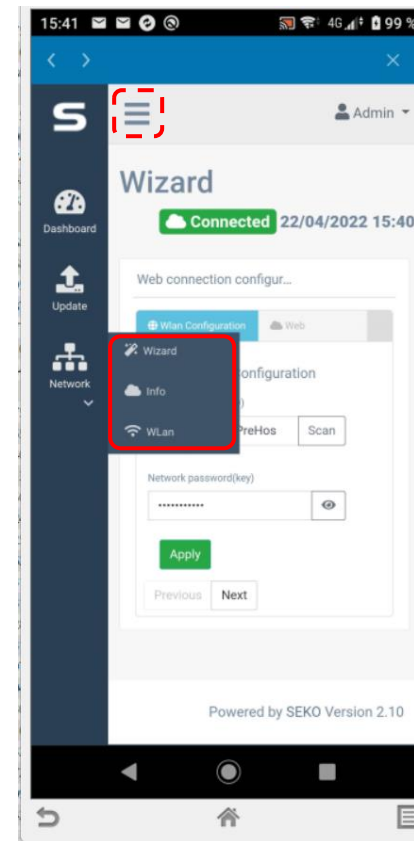 15:41 4G 99 %
S Admin
Wizard
Connected 22/04/2022 15:40
Dashboard
Web connection configur...
Update
Wlan Configuration Web
Wizard
onfiguration
Network
Info
)
WLan PreHos Scan
Network password(key)
•••••••••••
Apply
Previous Next
Powered by SEKO Version 2.10